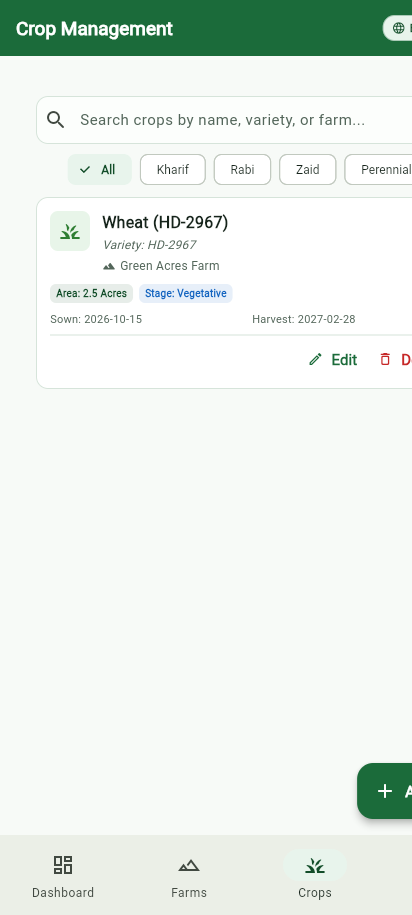 Crop Management
Search crops by name, variety, or farm...
All Kharif Rabi Zaid Perennial
Wheat (HD-2967)
Variety: HD-2967
Green Acres Farm
Area: 2.5 Acres Stage: Vegetative
Sown: 2026-10-15 Harvest: 2027-02-28
Edit
Dashboard Farms Crops